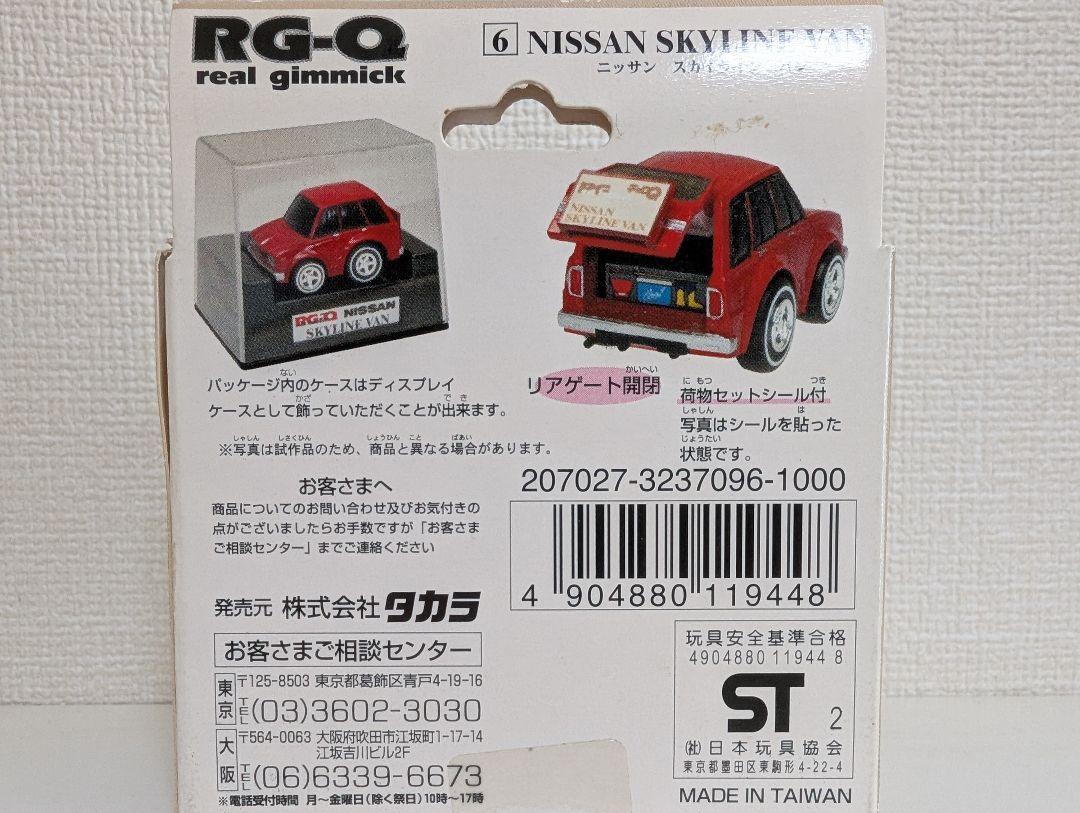 RG-Q
real gimmick
6 NISSAN SKYLINE VAN
ニッサン スカイライン バン
NISSAN
SKYLINE VAN
RG-Q NISSAN
SKYLINE VAN
パッケージ内のケースはディスプレイ
ケースとして飾っていただくことが出来ます。
※写真は試作品のため、商品と異なる場合があります。
リアゲート開閉
荷物セットシール付
写真はシールを貼った
状態です。
お客さまへ
商品についてのお問い合わせ及びお気付きの
点がございましたらお手数ですが「お客さま
ご相談センター」までご連絡ください
207027-3237096-1000
4 904880 119448
発売元 株式会社 タカラ
お客さまご相談センター
東京 〒125-8503 東京都葛飾区青戸4-19-16
TEL (03)3602-3030
大阪 〒564-0063 大阪府吹田市江坂町1-17-14
江坂吉川ビル2F
TEL (06)6339-6673
※電話受付時間 月〜金曜日(除く祭日)10時〜17時
玩具安全基準合格
4904880 11944 8
ST 2
(社)日本玩具協会
東京都墨田区東駒形4-22-4
MADE IN TAIWAN